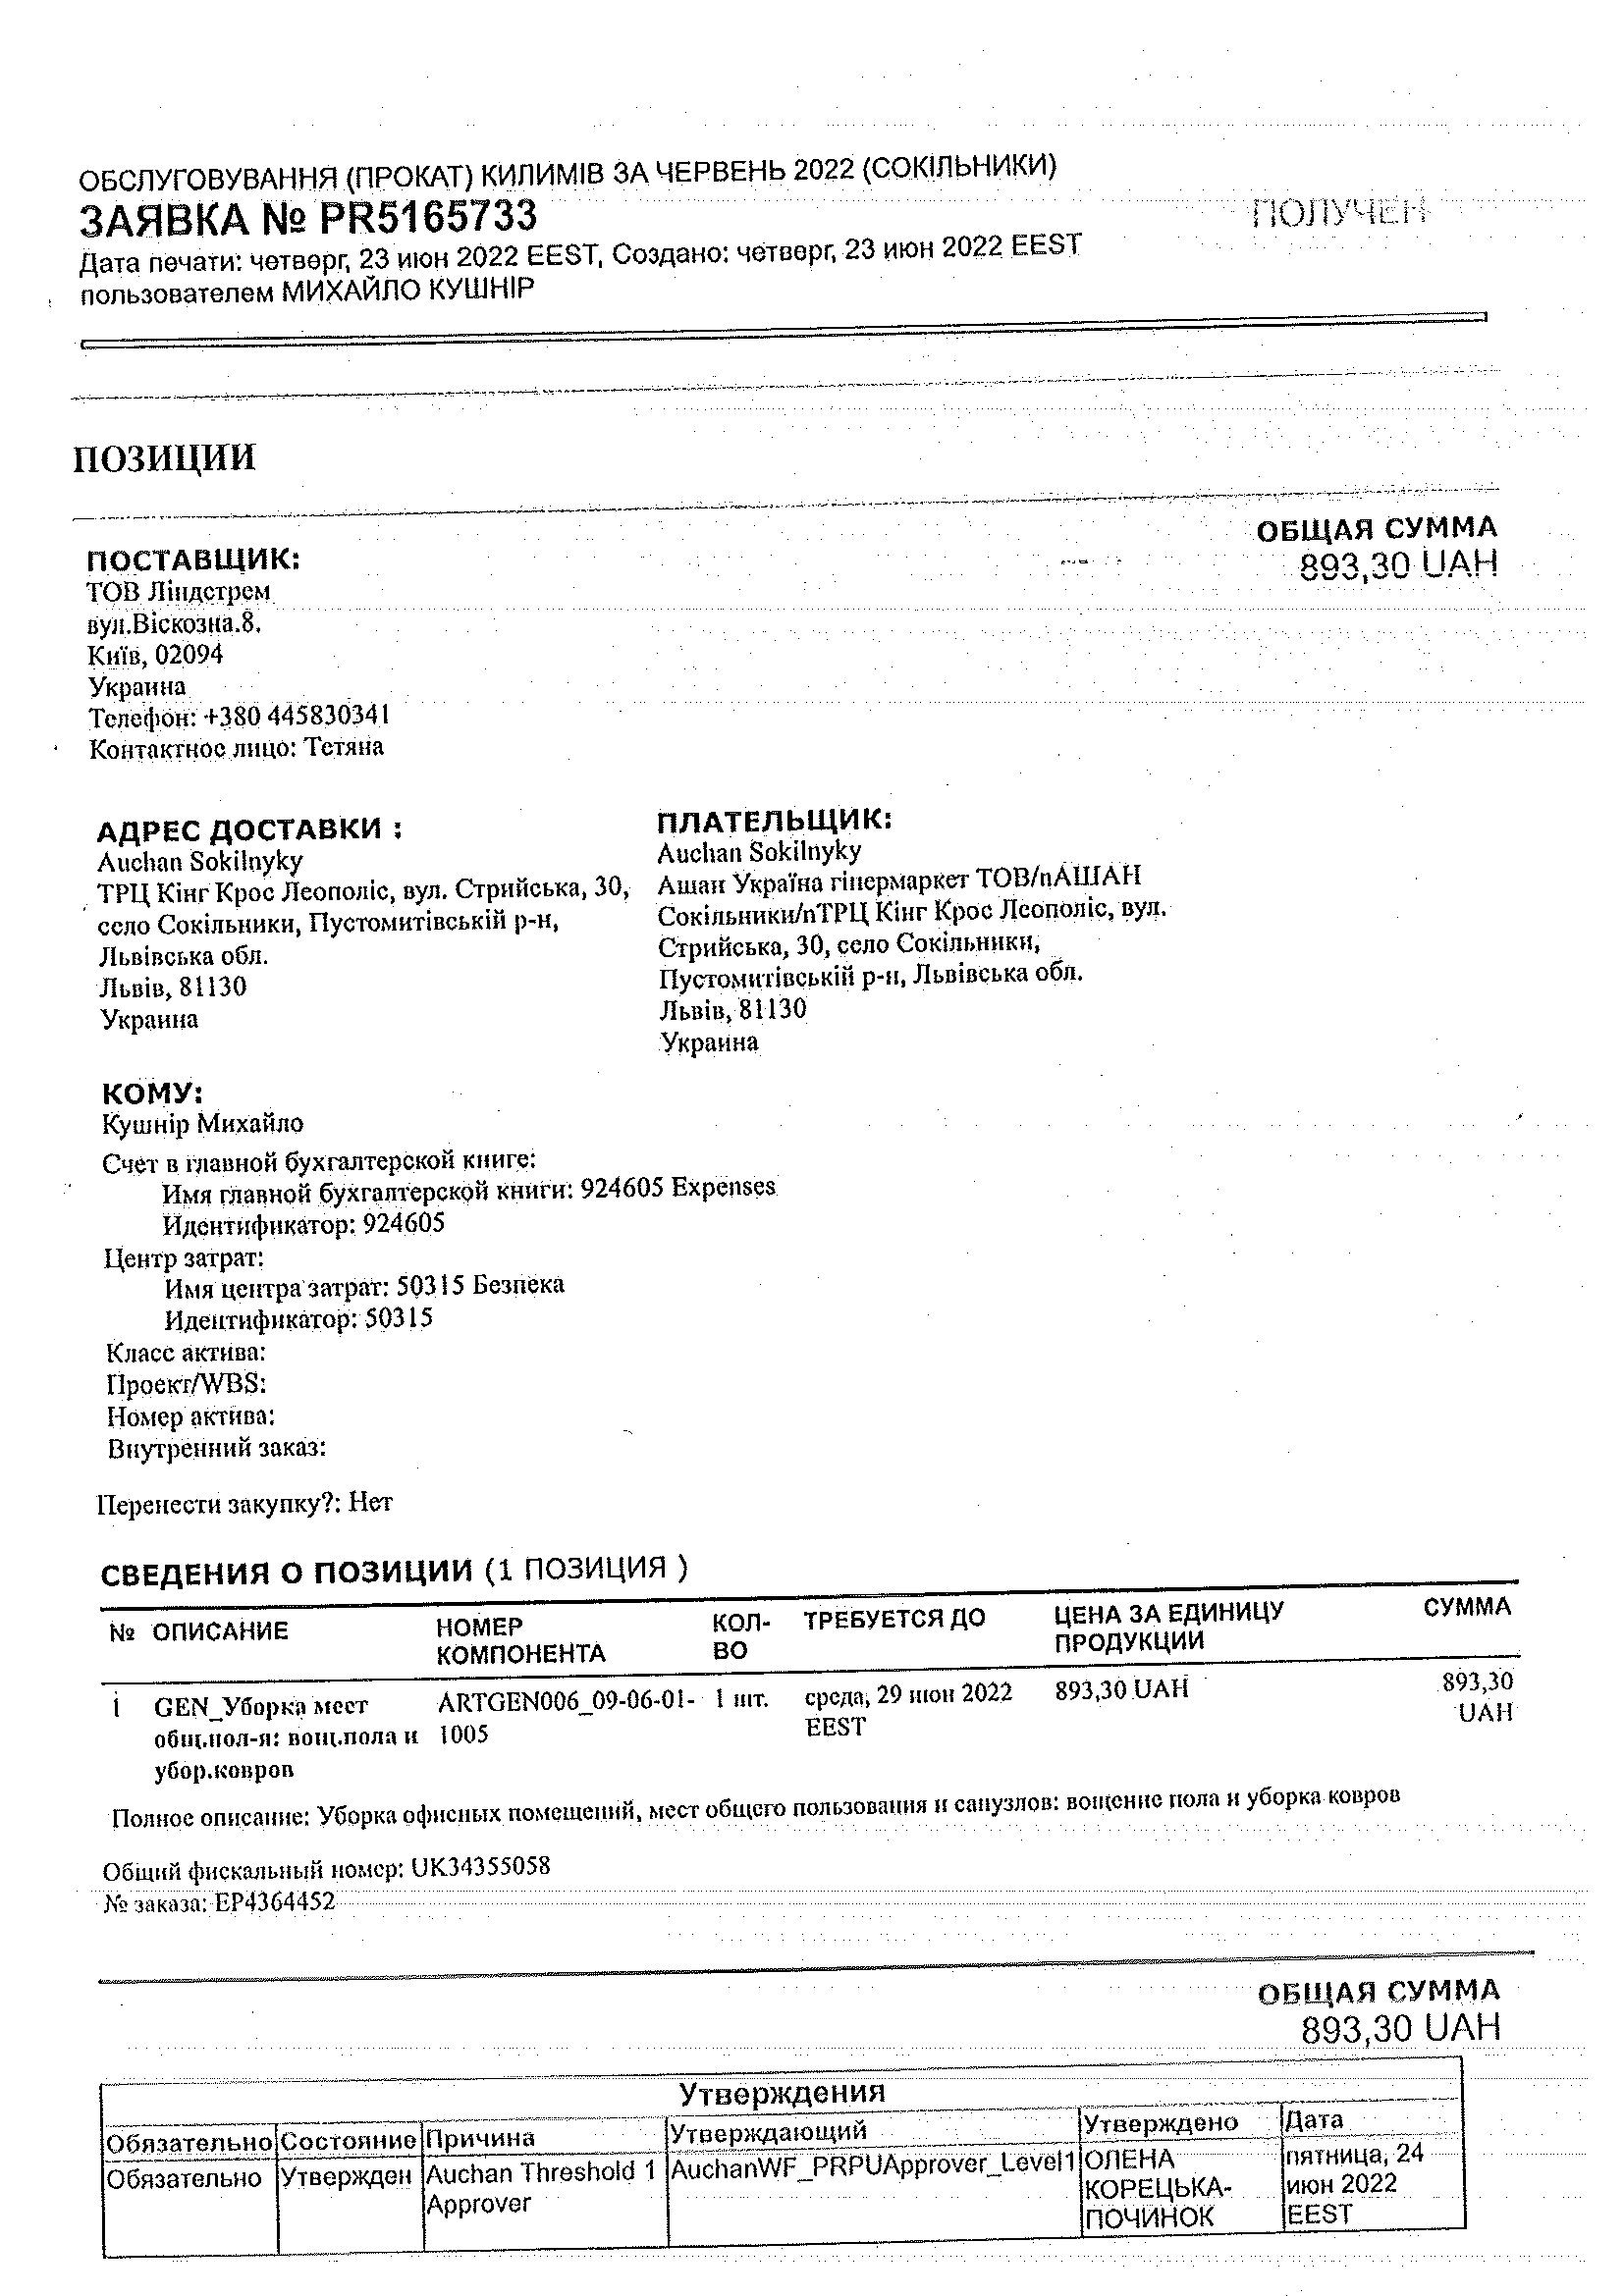 ОБСЛУГОВУВАННЯ (ПРОКАТ) КИЛИМІВ ЗА ЧЕРВЕНЬ 2022 (СОКІЛЬНИКИ)
ЗАЯВКА № PR5165733
ПОЛУЧЕН
Дата печати: четверг, 23 июн 2022 EEST, Создано: четверг, 23 июн 2022 EEST
пользователем МИХАЙЛО КУШНІР
ПОЗИЦИИ
ОБЩАЯ СУММА
893,30 UAH
ПОСТАВЩИК:
ТОВ Ліндстрем
вул.Віскозна.8.
Київ, 02094
Украина
Телефон: +380 445830341
Контактное лицо: Тетяна
АДРЕС ДОСТАВКИ :
Auchan Sokilnyky
ТРЦ Кінг Крос Леополіс, вул. Стрийська, 30,
село Сокільники, Пустомитівській р-н,
Львівська обл.
Львів, 81130
Украина
ПЛАТЕЛЬЩИК:
Auchan Sokilnyky
Ашан Україна гіпермаркет ТОВ/nАШАН
Сокільники/nТРЦ Кінг Крос Леополіс, вул.
Стрийська, 30, село Сокільники,
Пустомитівській р-н, Львівська обл.
Львів, 81130
Украина
КОМУ:
Кушнір Михайло
Счет в главной бухгалтерской книге:
Имя главной бухгалтерской книги: 924605 Expenses
Идентификатор: 924605
Центр затрат:
Имя центра затрат: 50315 Безпека
Идентификатор: 50315
Класс актива:
Проект/WBS:
Номер актива:
Внутренний заказ:
Перенести закупку?: Нет
СВЕДЕНИЯ О ПОЗИЦИИ (1 ПОЗИЦИЯ )
№ ОПИСАНИЕ НОМЕР КОЛ- ТРЕБУЕТСЯ ДО ЦЕНА ЗА ЕДИНИЦУ СУММА
КОМПОНЕНТА ВО ПРОДУКЦИИ
1 GEN_Уборка мест ARTGEN006_09-06-01- 1 шт. среда, 29 июн 2022 893,30 UAH 893,30
общ.пол-я: вощ.пола и 1005 EEST UAH
убор.ковров
Полное описание: Уборка офисных помещений, мест общего пользования и санузлов: вощение пола и уборка ковров
Общий фискальный номер: UK34355058
№ заказа: EP4364452
ОБЩАЯ СУММА
893,30 UAH
Утверждения
Обязательно Состояние Причина Утверждающий Утверждено Дата
Обязательно Утвержден Auchan Threshold 1 AuchanWF_PRPUApprover_Level1 ОЛЕНА пятница, 24
Approver КОРЕЦЬКА- июн 2022
ПОЧИНОК EEST